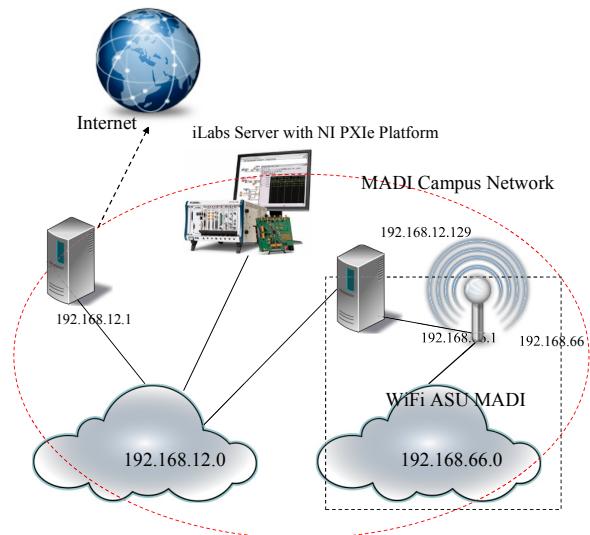 Internet
iLabs Server with NI PXIe Platform
MADI Campus Network
192.168.12.129
192.168.12.1
192.168.66
WiFi ASU MADI
192.168.12.0
192.168.66.0